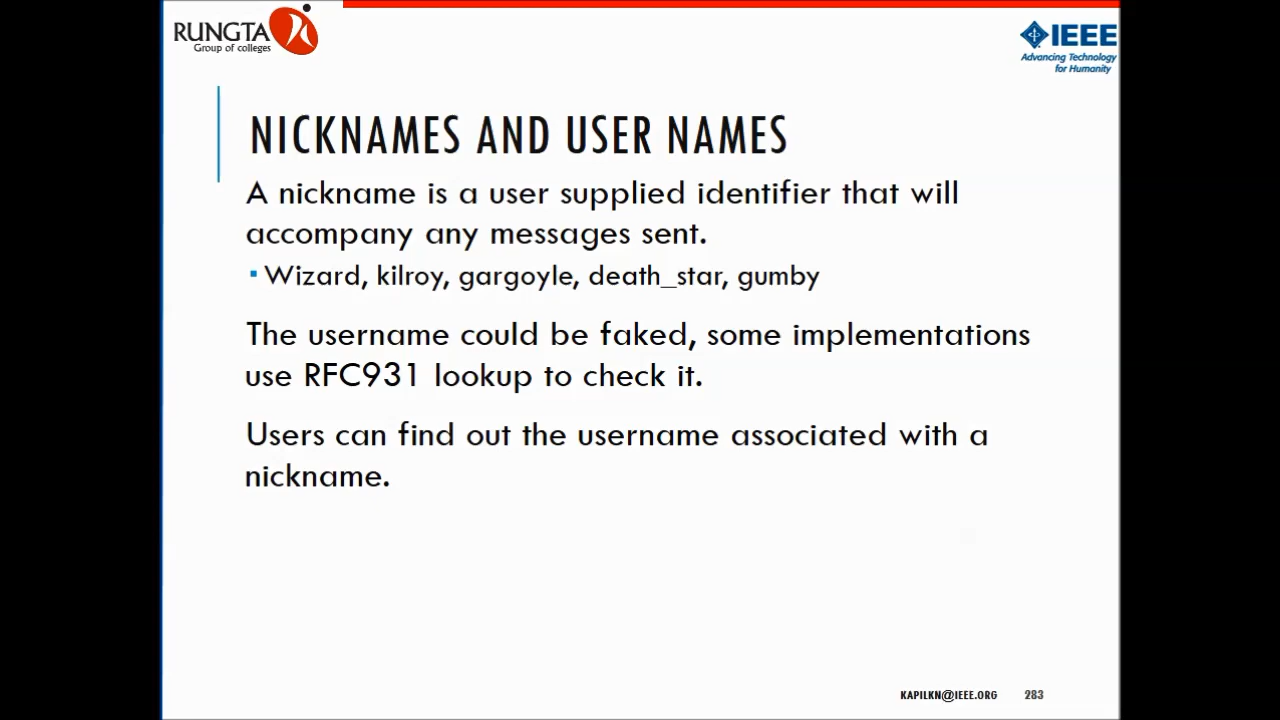 RUNGTA
Group of colleges
IEEE
Advancing Technology
for Humanity
NICKNAMES AND USER NAMES
A nickname is a user supplied identifier that will
accompany any messages sent.
▪ Wizard, kilroy, gargoyle, death_star, gumby
The username could be faked, some implementations
use RFC931 lookup to check it.
Users can find out the username associated with a
nickname.
KAPILKN@IEEE.ORG 283